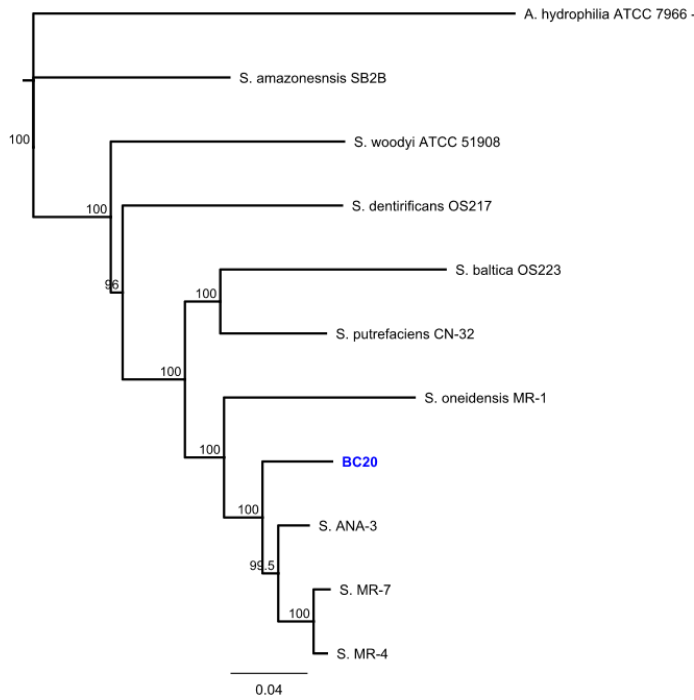 A. hydrophilia ATCC 7966 -
S. amazonesnsis SB2B
100
S. woodyi ATCC 51908
100
S. dentirificans OS217
S. baltica OS223
96
100
S. putrefaciens CN-32
100
S. oneidensis MR-1
100
BC20
100
S. ANA-3
99.5
S. MR-7
100
S. MR-4
0.04